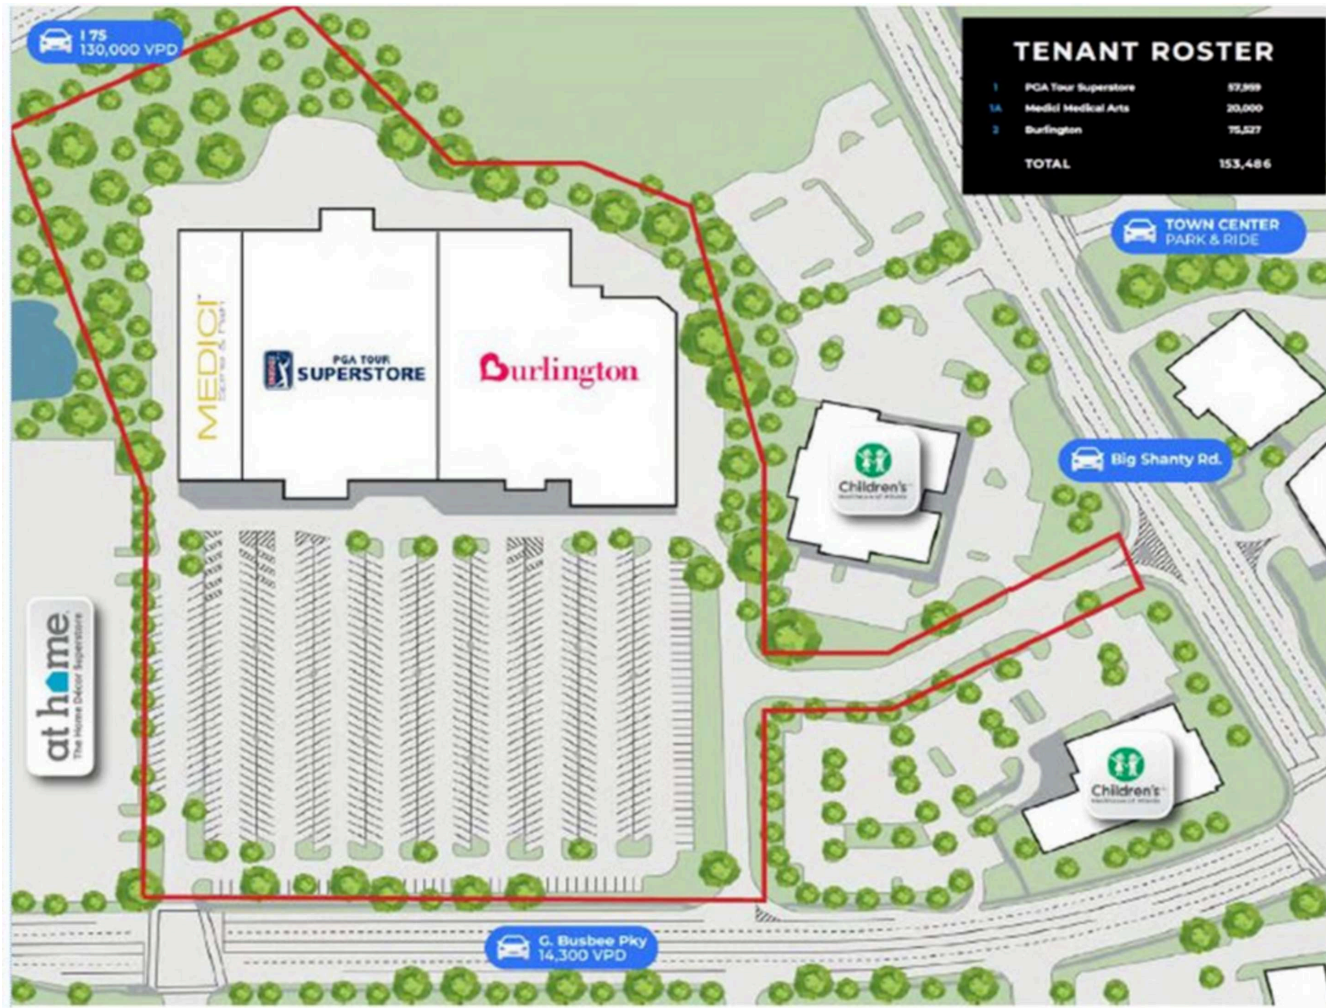 I 75
130,000 VPD
TENANT ROSTER
1 PGA Tour Superstore 57,959
1A Medici Medical Arts 20,000
2 Burlington 75,527
TOTAL 153,486
TOWN CENTER
PARK & RIDE
MEDICI
PGA TOUR
SUPERSTORE
Burlington
Children's
Big Shanty Rd.
at home
The Home Décor Superstore
Children's
G. Busbee Pky
14,300 VPD